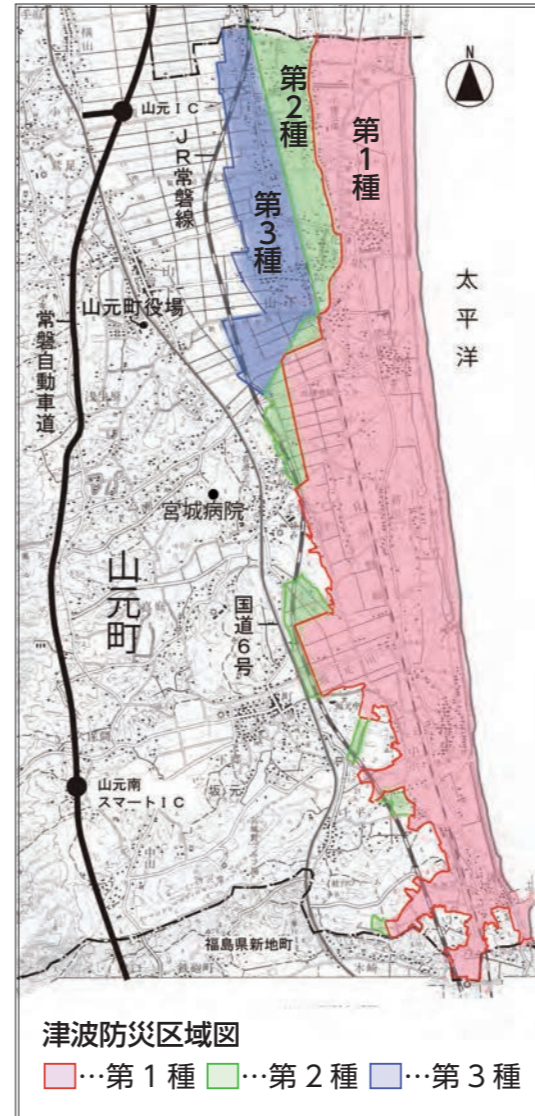 N
山元IC
JR常磐線
第2種
第1種
第3種
太平洋
山元町役場
常磐自動車道
宮城病院
山元町
国道6号
山元南
スマートIC
坂元
中山
福島県新地町
津波防災区域図
…第1種 …第2種 …第3種